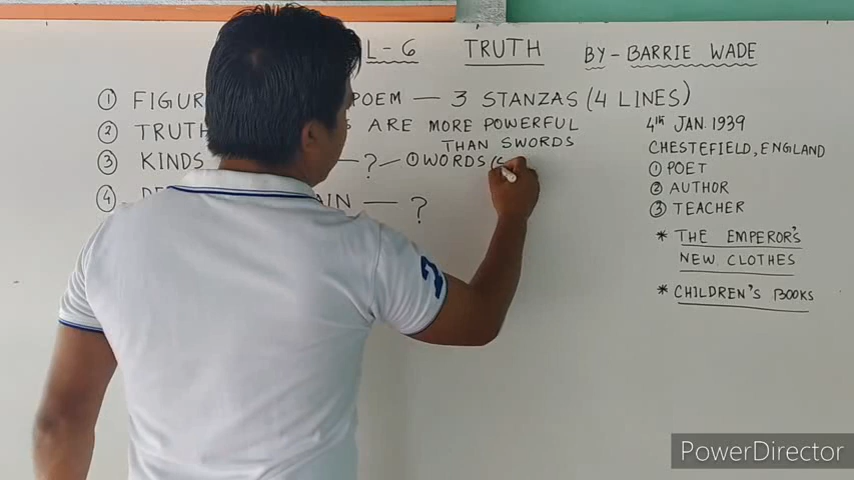 L-6 TRUTH BY-BARRIE WADE
① FIGUR POEM — 3 STANZAS (4 LINES)
② TRUTH ARE MORE POWERFUL
THAN SWORDS
③ KINDS — ? — ① WORDS (
④ — ?
4th JAN. 1939
CHESTEFIELD, ENGLAND
① POET
② AUTHOR
③ TEACHER
* THE EMPEROR'S
NEW CLOTHES
* CHILDREN'S BOOKS
PowerDirector